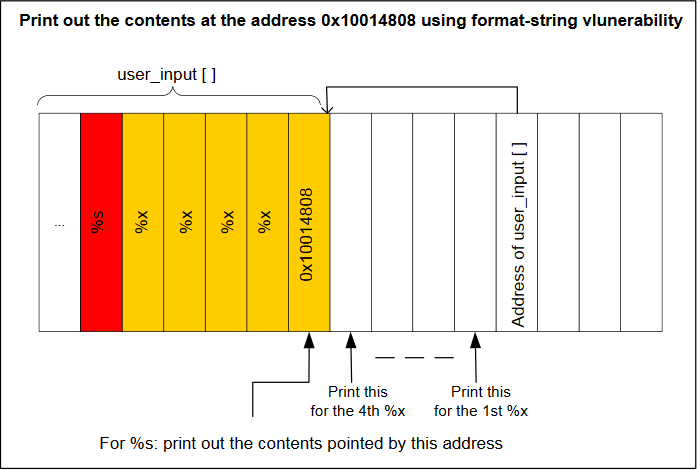 Print out the contents at the address 0x10014808 using format-string vlunerability
user_input [ ]
...
%s
%x
%x
%x
%x
0x10014808
Address of user_input [ ]
Print this
for the 4th %x
Print this
for the 1st %x
For %s: print out the contents pointed by this address